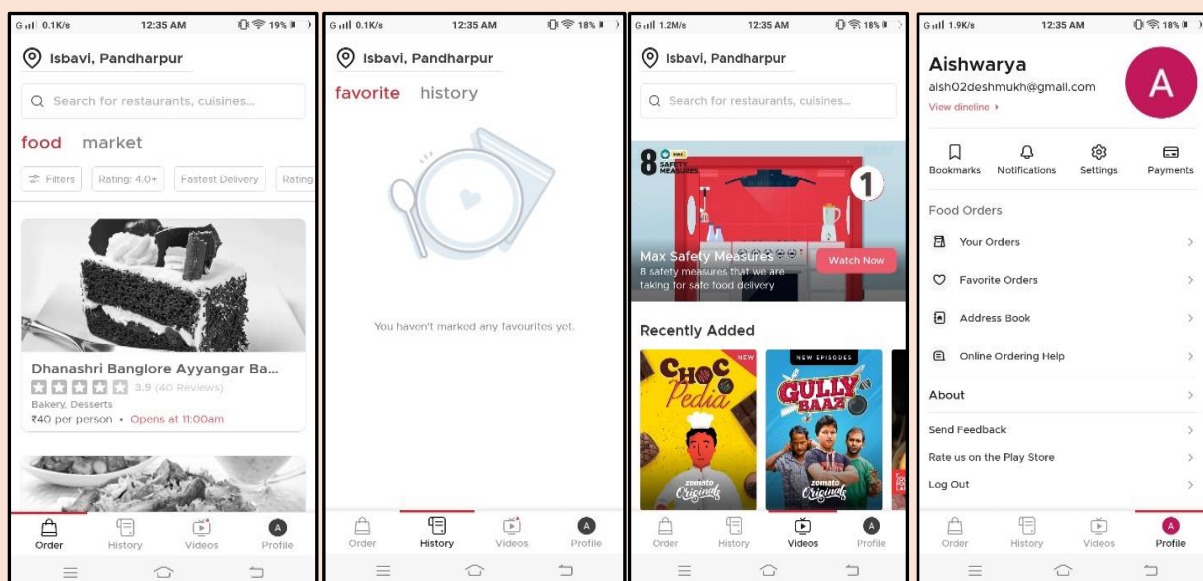 G 0.1K/s 12:35 AM 19%
Isbavi, Pandharpur
Search for restaurants, cuisines...
food market
Filters Rating: 4.0+ Fastest Delivery Rating
Dhanashri Banglore Ayyangar Ba...
3.9 (40 Reviews)
Bakery, Desserts
₹40 per person • Opens at 11:00am
Order History Videos Profile
A
G 0.1K/s 12:35 AM 18%
Isbavi, Pandharpur
favorite history
You haven't marked any favourites yet.
Order History Videos Profile
A
G 1.2M/s 12:35 AM 18%
Isbavi, Pandharpur
Search for restaurants, cuisines...
8 SAFETY
MEASURES
1
Max Safety Measures
8 safety measures that we are
taking for safe food delivery
Watch Now
Recently Added
NEW
CHOC
Pedia
zomato
Originals
NEW EPISODES
GULLY
BAAZ
zomato
Originals
Order History Videos Profile
A
G 1.9K/s 12:35 AM 18%
Aishwarya
aish02deshmukh@gmail.com
View dineline
A
Bookmarks Notifications Settings Payments
Food Orders
Your Orders
Favorite Orders
Address Book
Online Ordering Help
About
Send Feedback
Rate us on the Play Store
Log Out
Order History Videos Profile
A